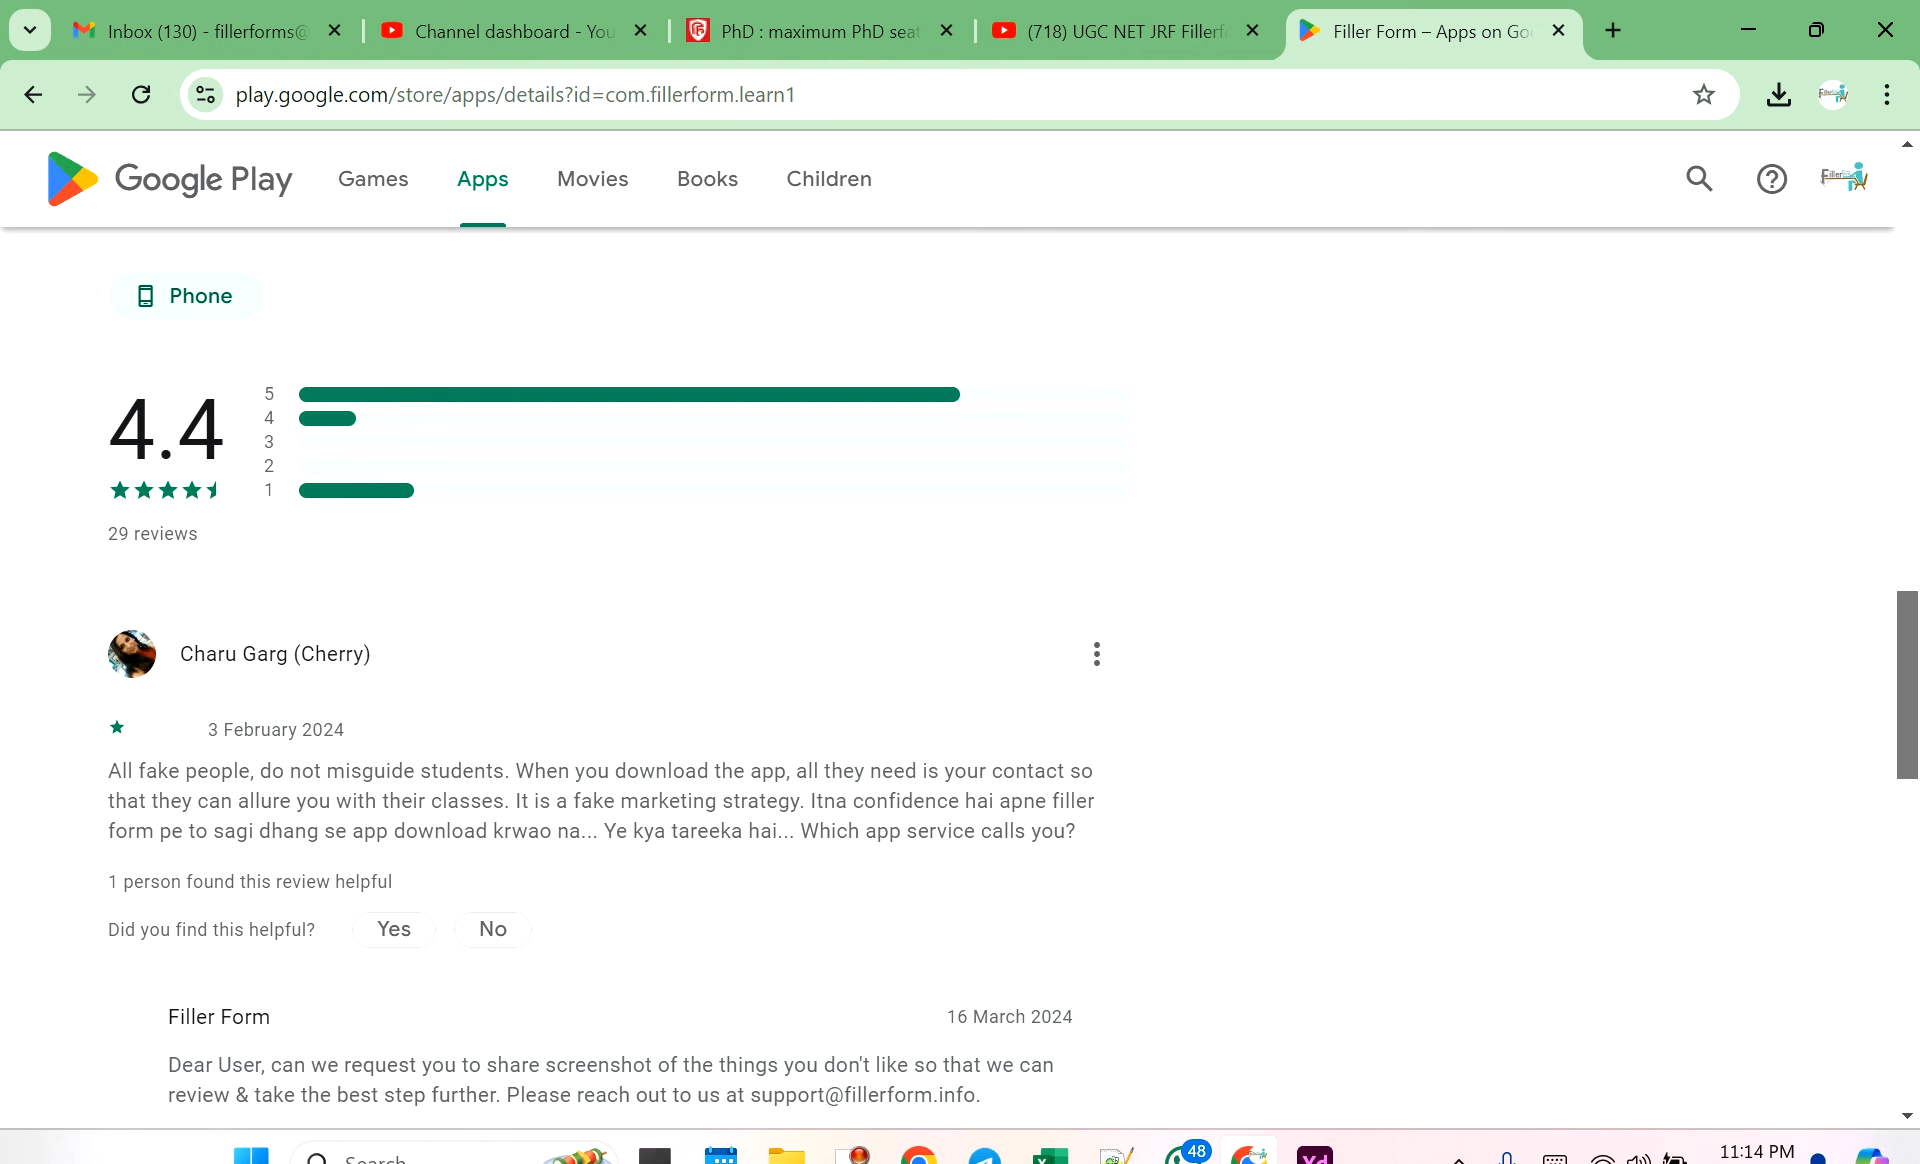 Inbox (130) - fillerforms@
Channel dashboard - You
PhD : maximum PhD seat
(718) UGC NET JRF Fillerf
Filler Form – Apps on Goo
play.google.com/store/apps/details?id=com.fillerform.learn1
Google Play
Games
Apps
Movies
Books
Children
Phone
4.4
5
4
3
2
1
29 reviews
Charu Garg (Cherry)
3 February 2024
All fake people, do not misguide students. When you download the app, all they need is your contact so
that they can allure you with their classes. It is a fake marketing strategy. Itna confidence hai apne filler
form pe to sagi dhang se app download krwao na... Ye kya tareeka hai... Which app service calls you?
1 person found this review helpful
Did you find this helpful?
Yes
No
Filler Form
16 March 2024
Dear User, can we request you to share screenshot of the things you don't like so that we can
review & take the best step further. Please reach out to us at support@fillerform.info.
Search
48
11:14 PM